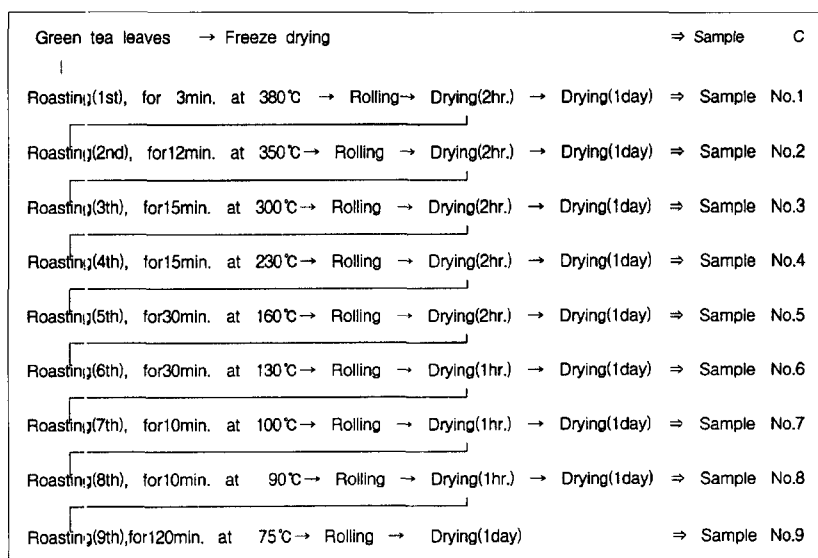 Green tea leaves → Freeze drying ⇒ Sample C
Roasting(1st), for 3min. at 380℃ → Rolling→ Drying(2hr.) → Drying(1day) ⇒ Sample No.1
Roasting(2nd), for12min. at 350℃→ Rolling → Drying(2hr.) → Drying(1day) ⇒ Sample No.2
Roasting(3th), for15min. at 300℃→ Rolling → Drying(2hr.) → Drying(1day) ⇒ Sample No.3
Roasting(4th), for15min. at 230℃→ Rolling → Drying(2hr.) → Drying(1day) ⇒ Sample No.4
Roasting(5th), for30min. at 160℃→ Rolling → Drying(2hr.) → Drying(1day) ⇒ Sample No.5
Roasting(6th), for30min. at 130℃→ Rolling → Drying(1hr.) → Drying(1day) ⇒ Sample No.6
Roasting(7th), for10min. at 100℃→ Rolling → Drying(1hr.) → Drying(1day) ⇒ Sample No.7
Roasting(8th), for10min. at 90℃→ Rolling → Drying(1hr.) → Drying(1day) ⇒ Sample No.8
Roasting(9th),for120min. at 75℃→ Rolling → Drying(1day) ⇒ Sample No.9